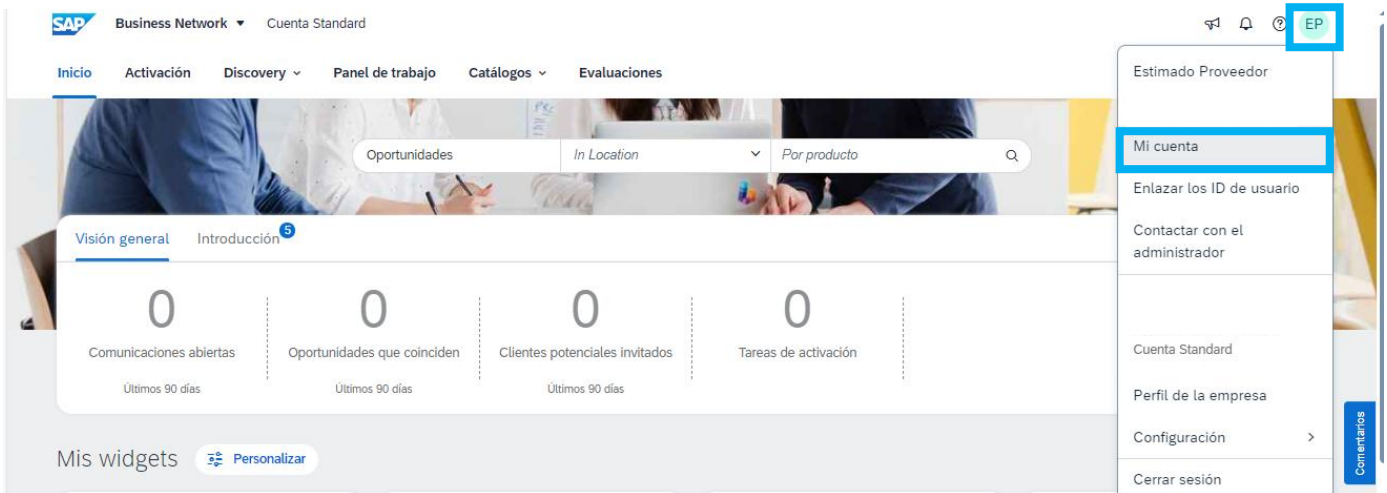 SAP Business Network Cuenta Standard EP
Inicio Activación Discovery Panel de trabajo Catálogos Evaluaciones
Estimado Proveedor
Oportunidades In Location Por producto
Mi cuenta
Enlazar los ID de usuario
Contactar con el
administrador
Visión general Introducción 5
0 0 0 0
Comunicaciones abiertas Oportunidades que coinciden Clientes potenciales invitados Tareas de activación
Últimos 90 días Últimos 90 días Últimos 90 días
Cuenta Standard
Perfil de la empresa
Configuración
Cerrar sesión
Comentarios
Mis widgets Personalizar